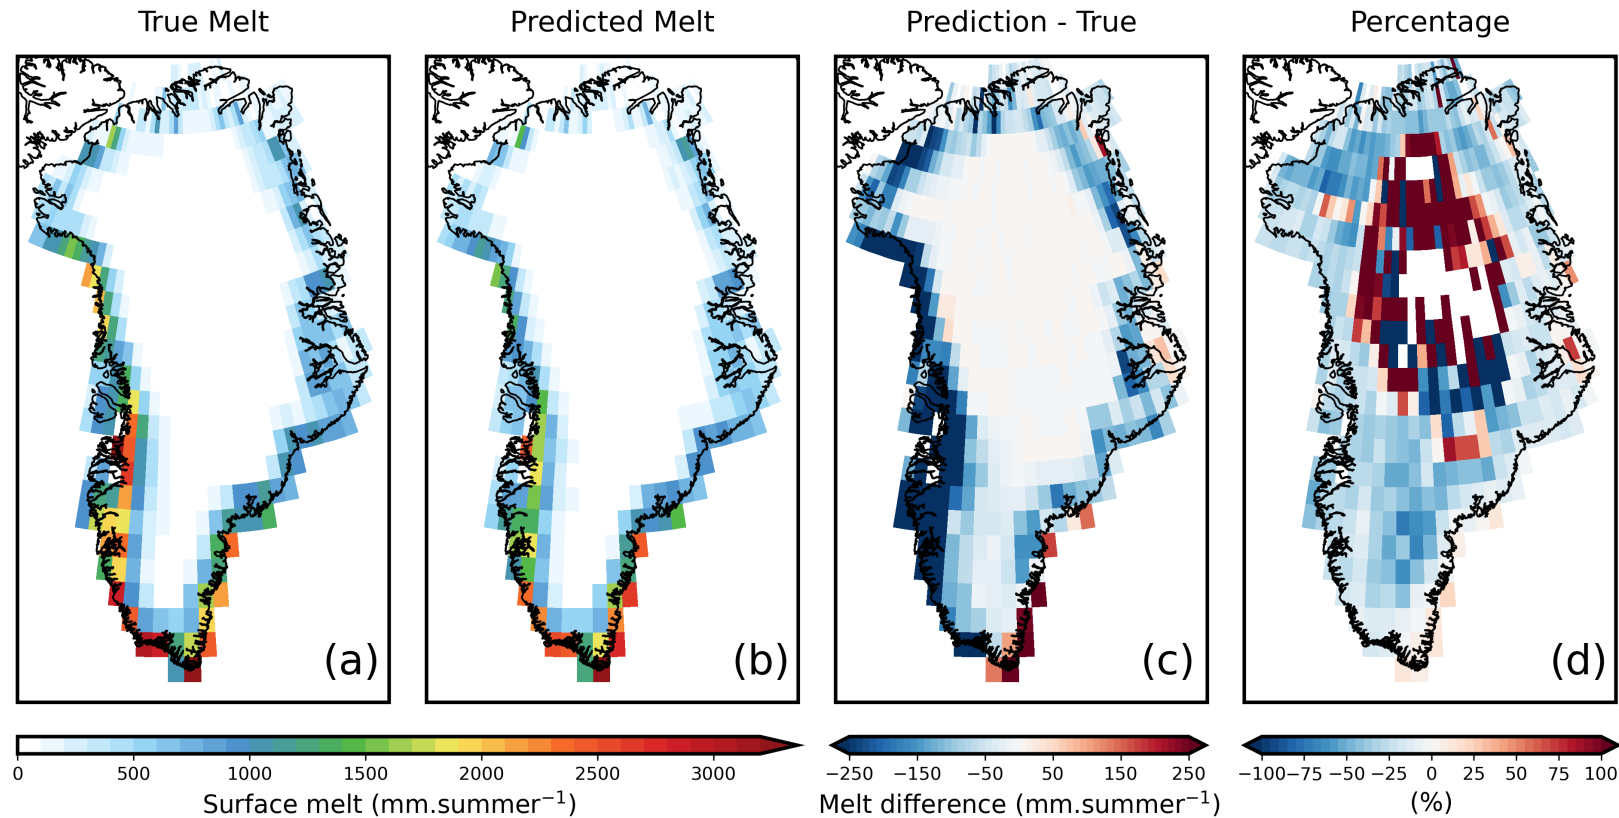 True Melt
Predicted Melt
Prediction - True
Percentage
(a)
(b)
(c)
(d)
0 500 1000 1500 2000 2500 3000
Surface melt (mm.summer⁻¹)
−250 −150 −50 50 150 250
Melt difference (mm.summer⁻¹)
−100 −75 −50 −25 0 25 50 75 100
(%)